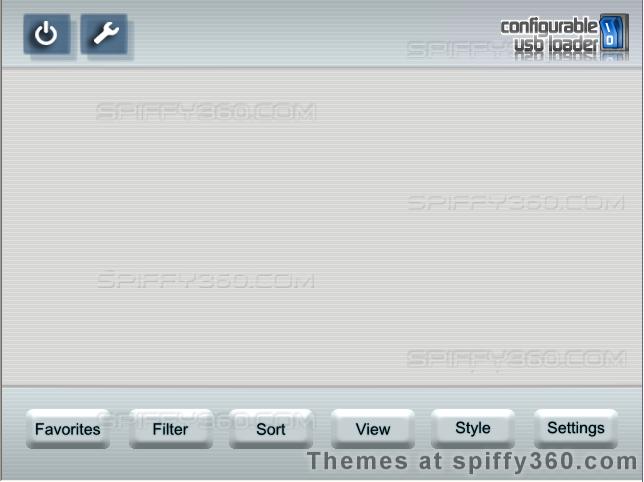 configurable
usb loader
SPIFFY360.COM
SPIFFY360.COM
SPIFFY360.COM
SPIFFY360.COM
SPIFFY360.COM
SPIFFY360.COM
Favorites
Filter
Sort
View
Style
Settings
Themes at spiffy360.com